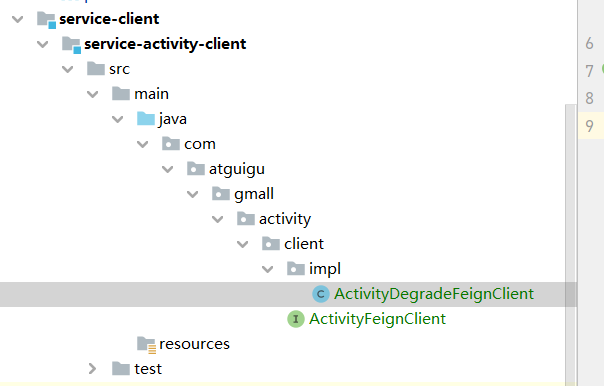 service-client
service-activity-client
6
src
7
main
8
java
9
com
atguigu
gmall
activity
client
impl
C ActivityDegradeFeignClient
I ActivityFeignClient
resources
test